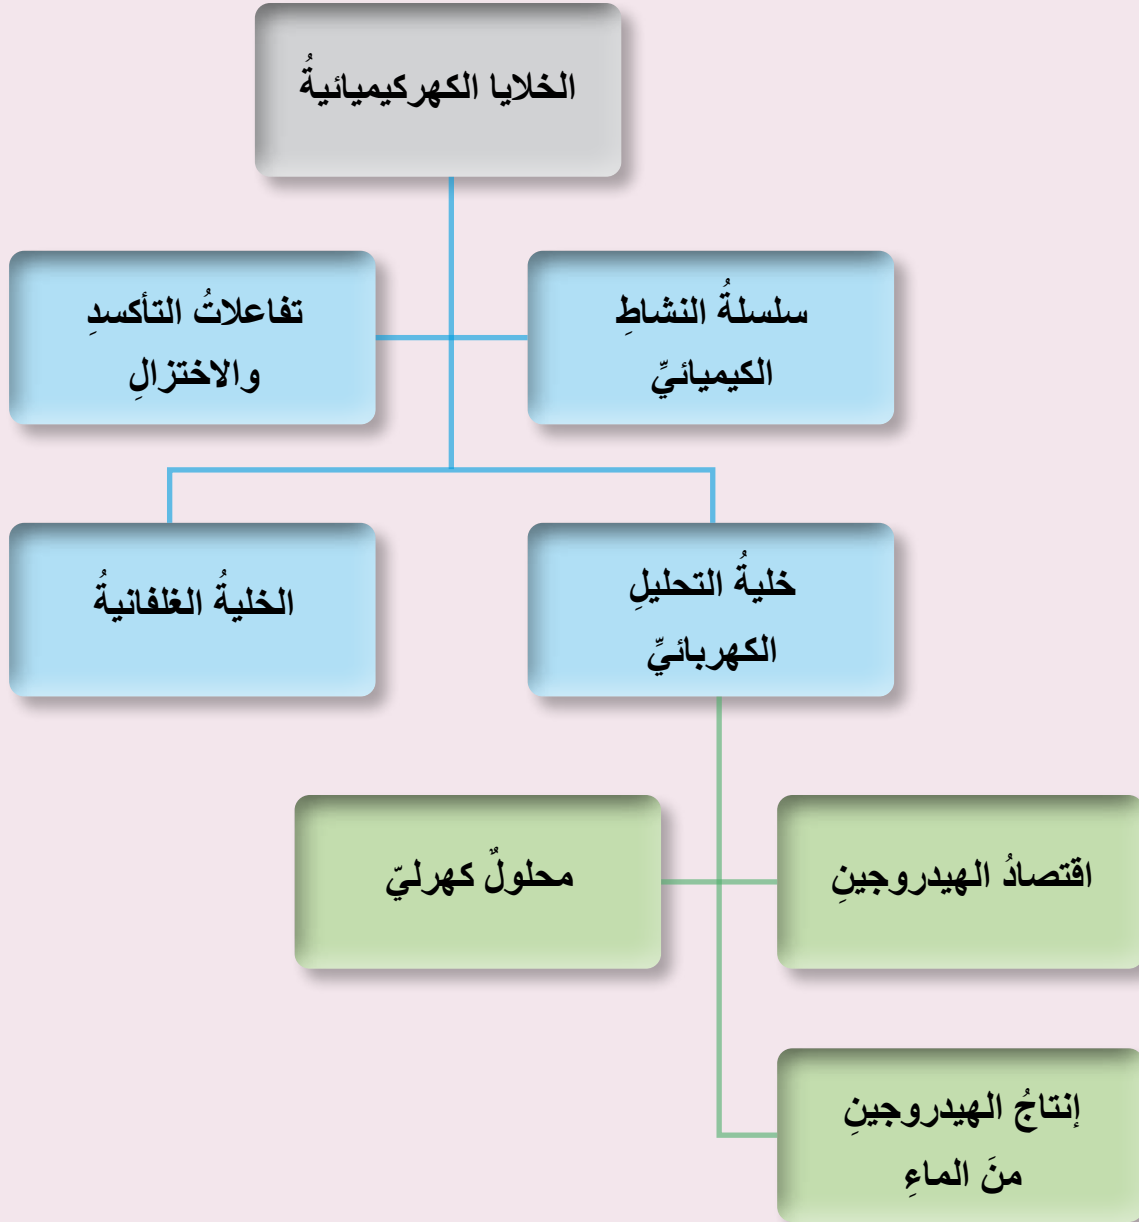 الخلايا الكهركيميائيةُ
سلسلةُ النشاطِ
الكيميائيِّ
تفاعلاتُ التأكسدِ
والاختزالِ
خليةُ التحليلِ
الكهربائيِّ
الخليةُ الغلفانيةُ
اقتصادُ الهيدروجينِ
محلولٌ كهرليّ
إنتاجُ الهيدروجينِ
منَ الماءِ